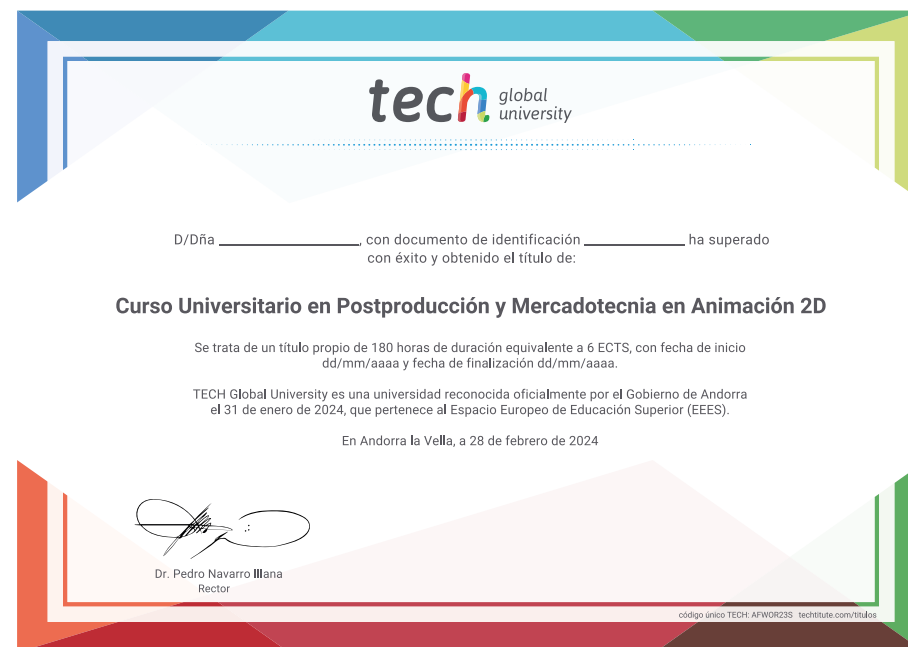 tech global university
D/Dña ____________________, con documento de identificación ______________ ha superado
con éxito y obtenido el título de:
Curso Universitario en Postproducción y Mercadotecnia en Animación 2D
Se trata de un título propio de 180 horas de duración equivalente a 6 ECTS, con fecha de inicio
dd/mm/aaaa y fecha de finalización dd/mm/aaaa.
TECH Global University es una universidad reconocida oficialmente por el Gobierno de Andorra
el 31 de enero de 2024, que pertenece al Espacio Europeo de Educación Superior (EEES).
En Andorra la Vella, a 28 de febrero de 2024
Dr. Pedro Navarro Illana
Rector
código único TECH: AFWOR23S techtitute.com/titulos